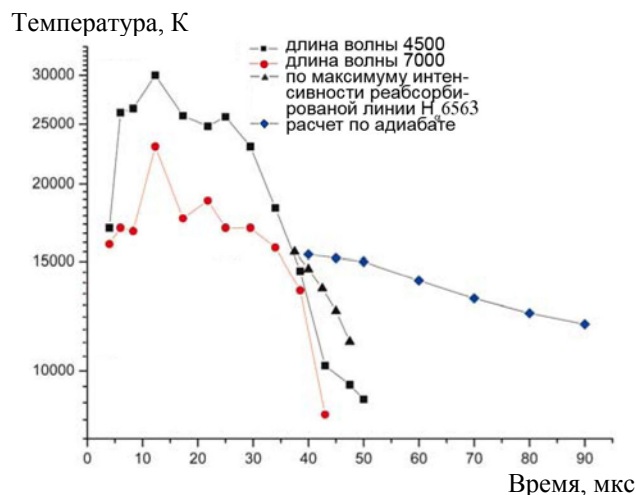 Температура, К
длина волны 4500
длина волны 7000
по максимуму интен-
сивности реабсорби-
рованой линии Hα6563
расчет по адиабате
30000
25000
20000
15000
10000
0 10 20 30 40 50 60 70 80 90
Время, мкс